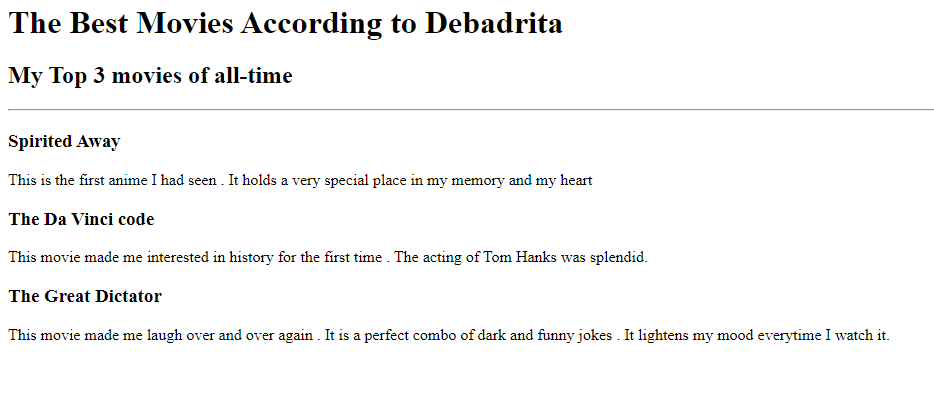 The Best Movies According to Debadrita
My Top 3 movies of all-time
Spirited Away
This is the first anime I had seen . It holds a very special place in my memory and my heart
The Da Vinci code
This movie made me interested in history for the first time . The acting of Tom Hanks was splendid.
The Great Dictator
This movie made me laugh over and over again . It is a perfect combo of dark and funny jokes . It lightens my mood everytime I watch it.